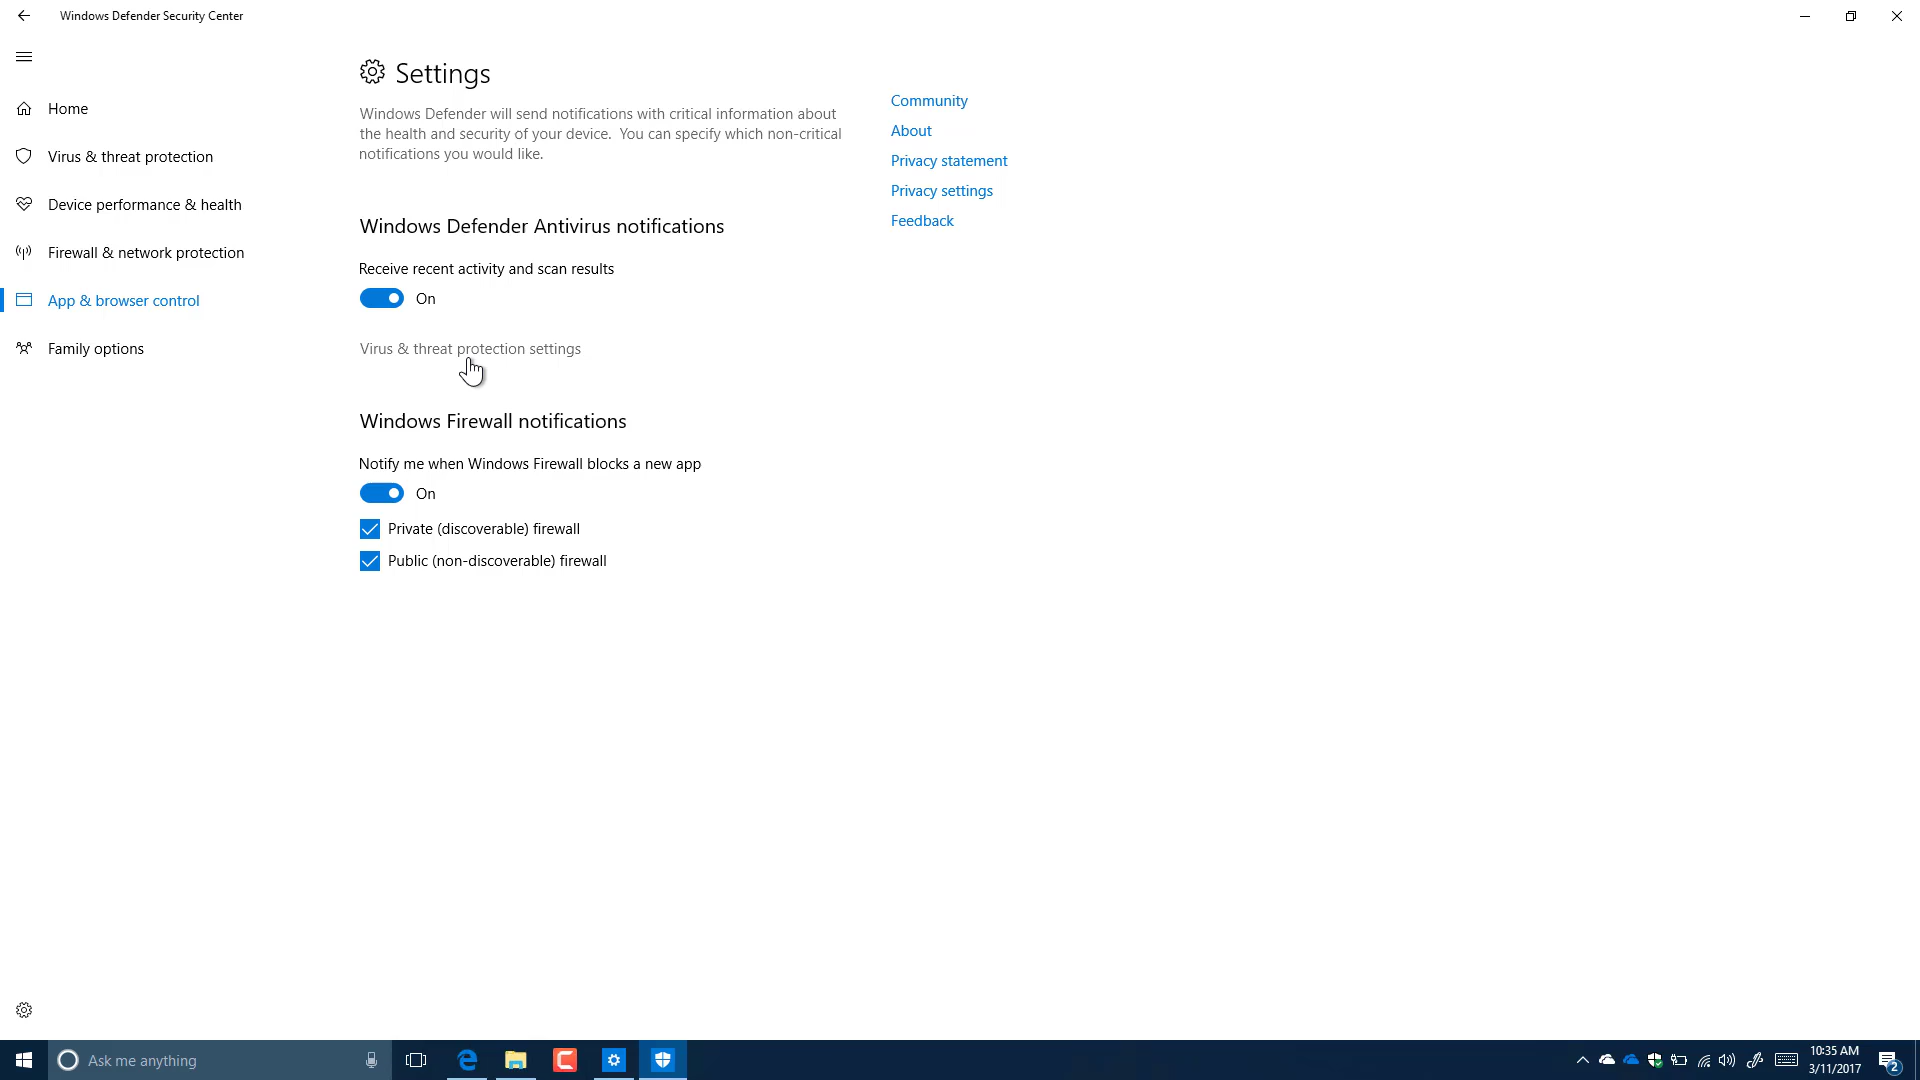 Windows Defender Security Center
Home
Virus & threat protection
Device performance & health
Firewall & network protection
App & browser control
Family options
Settings
Windows Defender will send notifications with critical information about
the health and security of your device.  You can specify which non-critical
notifications you would like.
Windows Defender Antivirus notifications
Receive recent activity and scan results
On
Virus & threat protection settings
Windows Firewall notifications
Notify me when Windows Firewall blocks a new app
On
Private (discoverable) firewall
Public (non-discoverable) firewall
Community
About
Privacy statement
Privacy settings
Feedback
Ask me anything
10:35 AM
3/11/2017
2